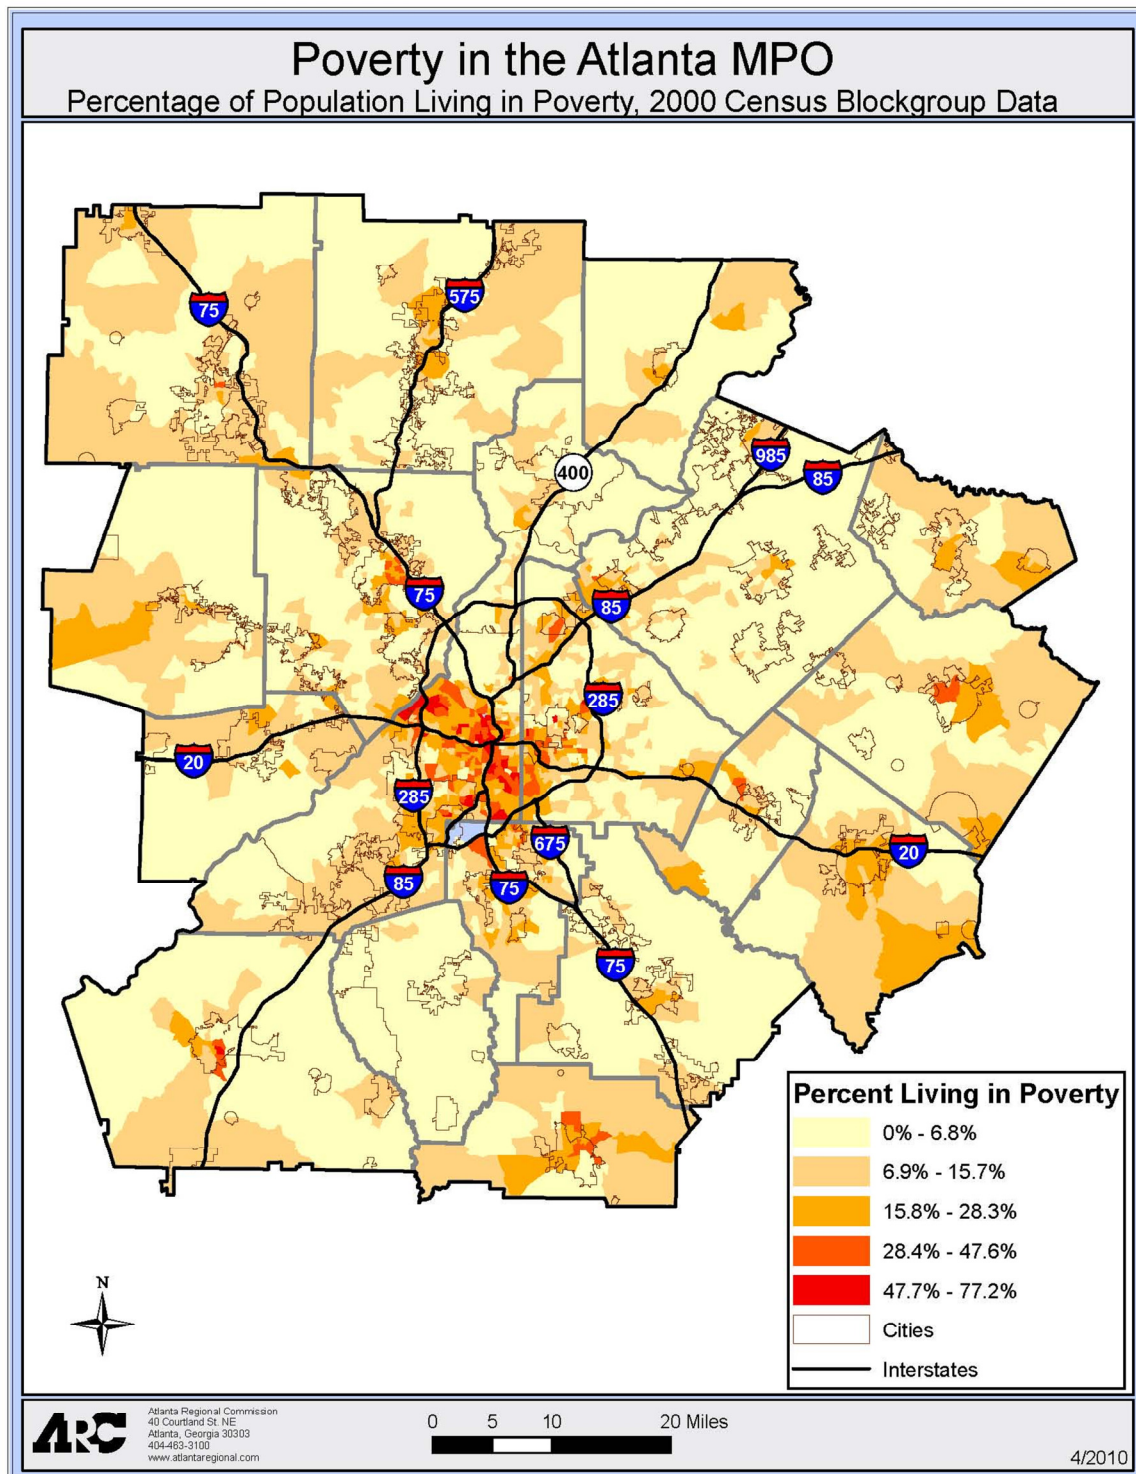 Poverty in the Atlanta MPO
Percentage of Population Living in Poverty, 2000 Census Blockgroup Data
75
575
985
85
400
75
85
285
20
285
675
20
85
75
75
Percent Living in Poverty
0% - 6.8%
6.9% - 15.7%
15.8% - 28.3%
28.4% - 47.6%
47.7% - 77.2%
Cities
Interstates
N
ARC
Atlanta Regional Commission
40 Courtland St. NE
Atlanta, Georgia 30303
404-463-3100
www.atlantaregional.com
0 5 10 20 Miles
4/2010